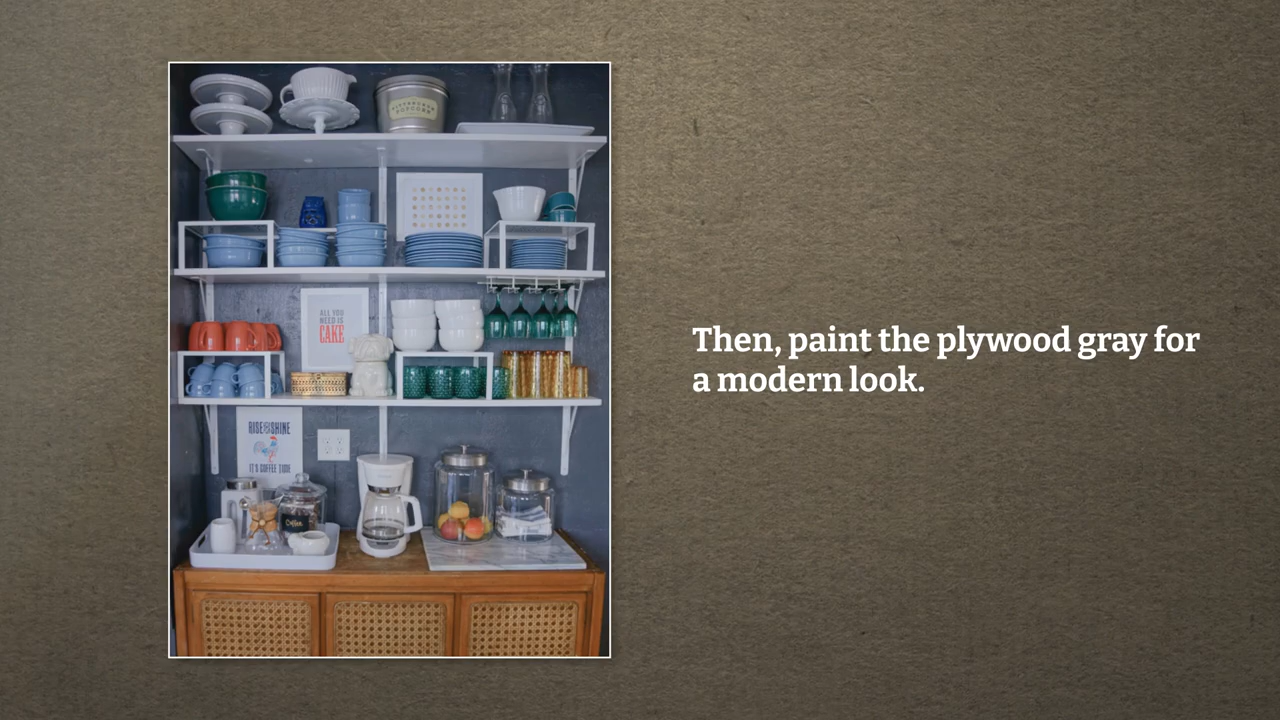 POPCORN
ALL YOU
NEED IS
CAKE
RISE & SHINE
IT'S COFFEE TIME
Coffee
Then, paint the plywood gray for
a modern look.